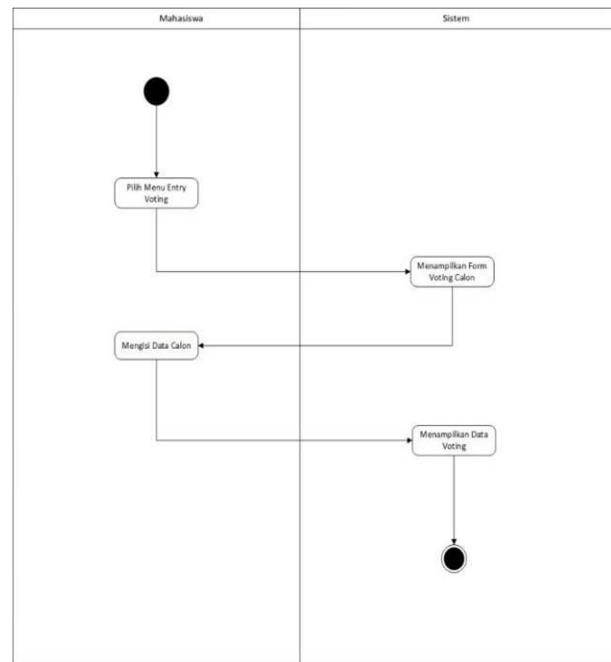 Mahasiswa
Sistem
Pilih Menu Entry
Voting
Menampilkan Form
Voting Calon
Mengisi Data Calon
Menampilkan Data
Voting